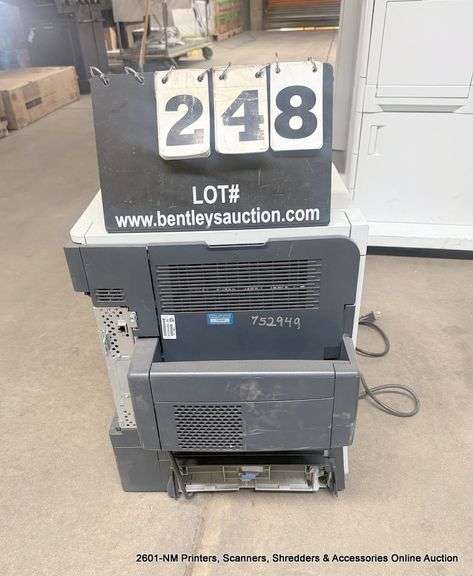 248
LOT#
www.bentleysauction.com
752949
2601-NM Printers, Scanners, Shredders & Accessories Online Auction